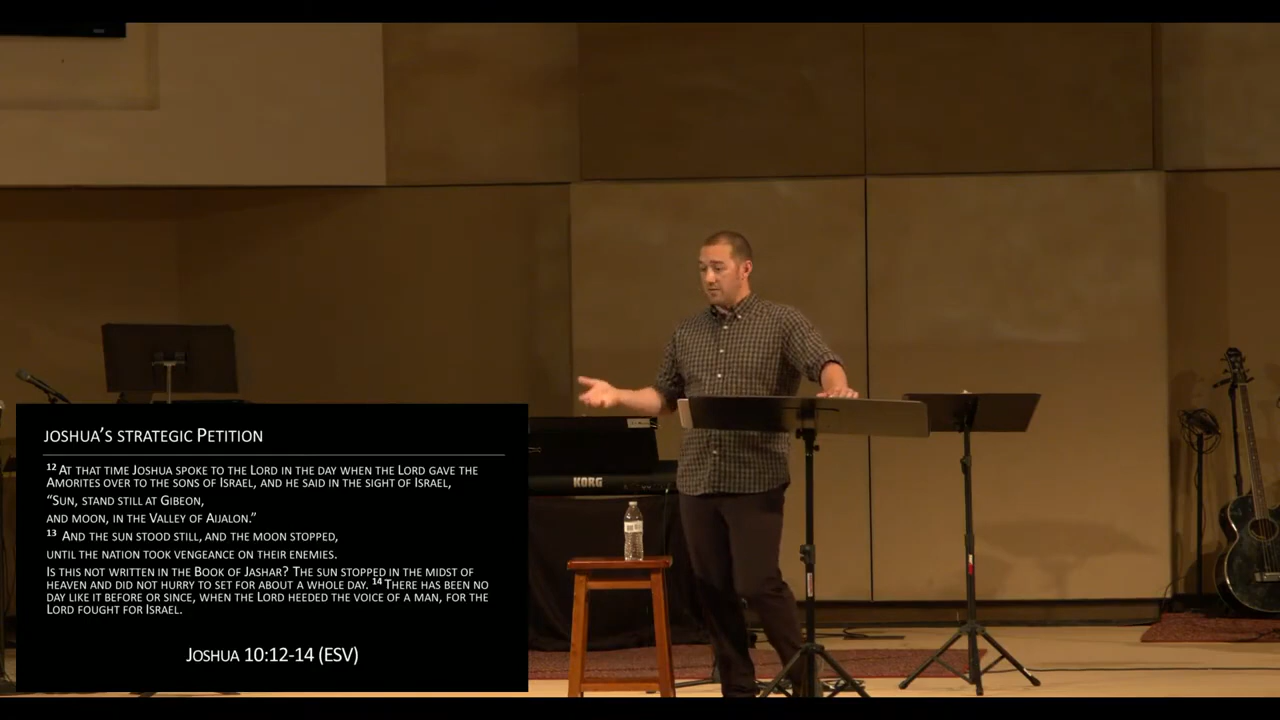 Joshua's strategic Petition
12 At that time Joshua spoke to the Lord in the day when the Lord gave the
Amorites over to the sons of Israel, and he said in the sight of Israel,
“Sun, stand still at Gibeon,
and moon, in the Valley of Aijalon.”
13 And the sun stood still, and the moon stopped,
until the nation took vengeance on their enemies.
Is this not written in the Book of Jashar? The sun stopped in the midst of
heaven and did not hurry to set for about a whole day. 14 There has been no
day like it before or since, when the Lord heeded the voice of a man, for the
Lord fought for Israel.
Joshua 10:12-14 (ESV)
KORG